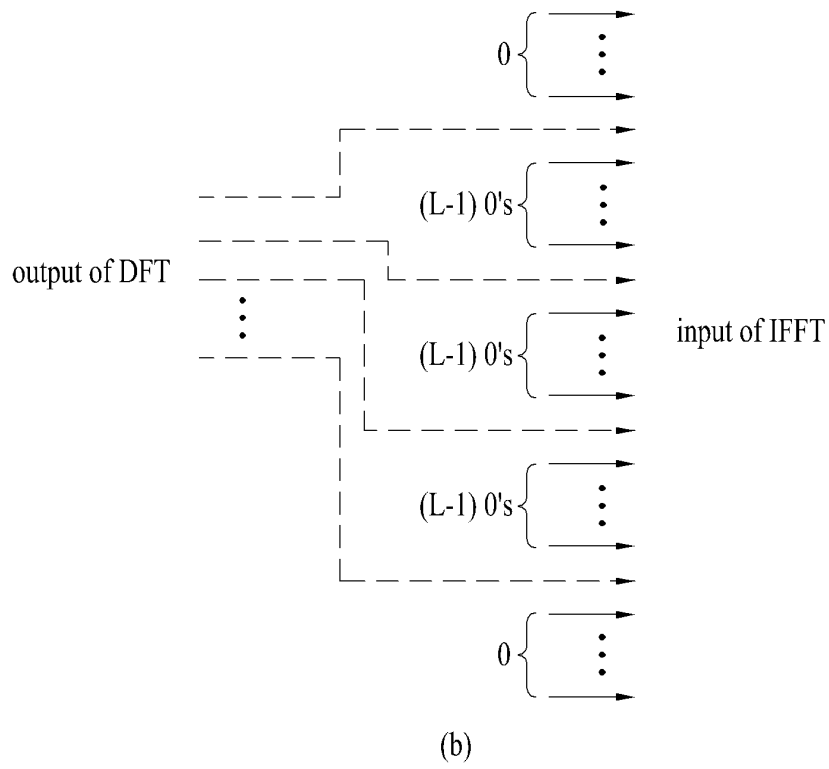 0
(L-1) 0's
output of DFT
(L-1) 0's
input of IFFT
(L-1) 0's
0
(b)